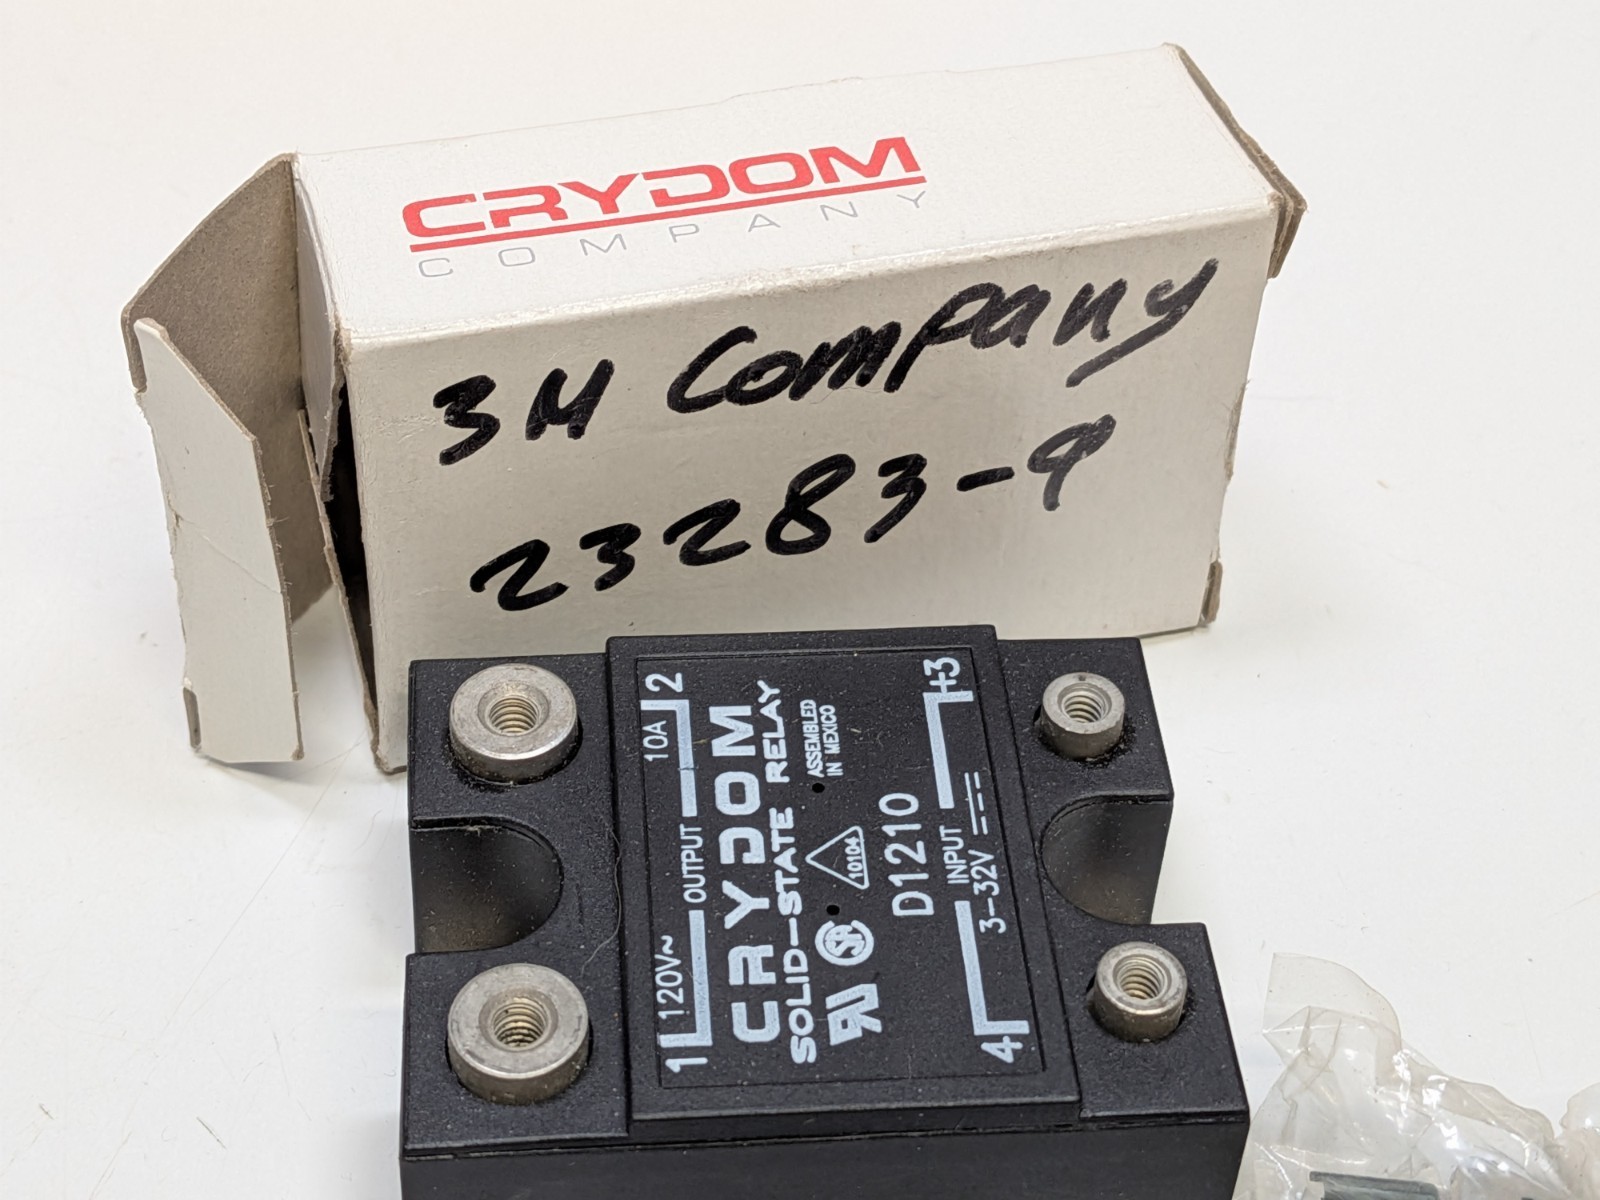 CRYDOM
COMPANY
3M Company
23283-9
1 120V~ OUTPUT 10A 2
CRYDOM
SOLID-STATE RELAY
ASSEMBLED
IN MEXICO
10104
D1210
4 INPUT +3
3-32V